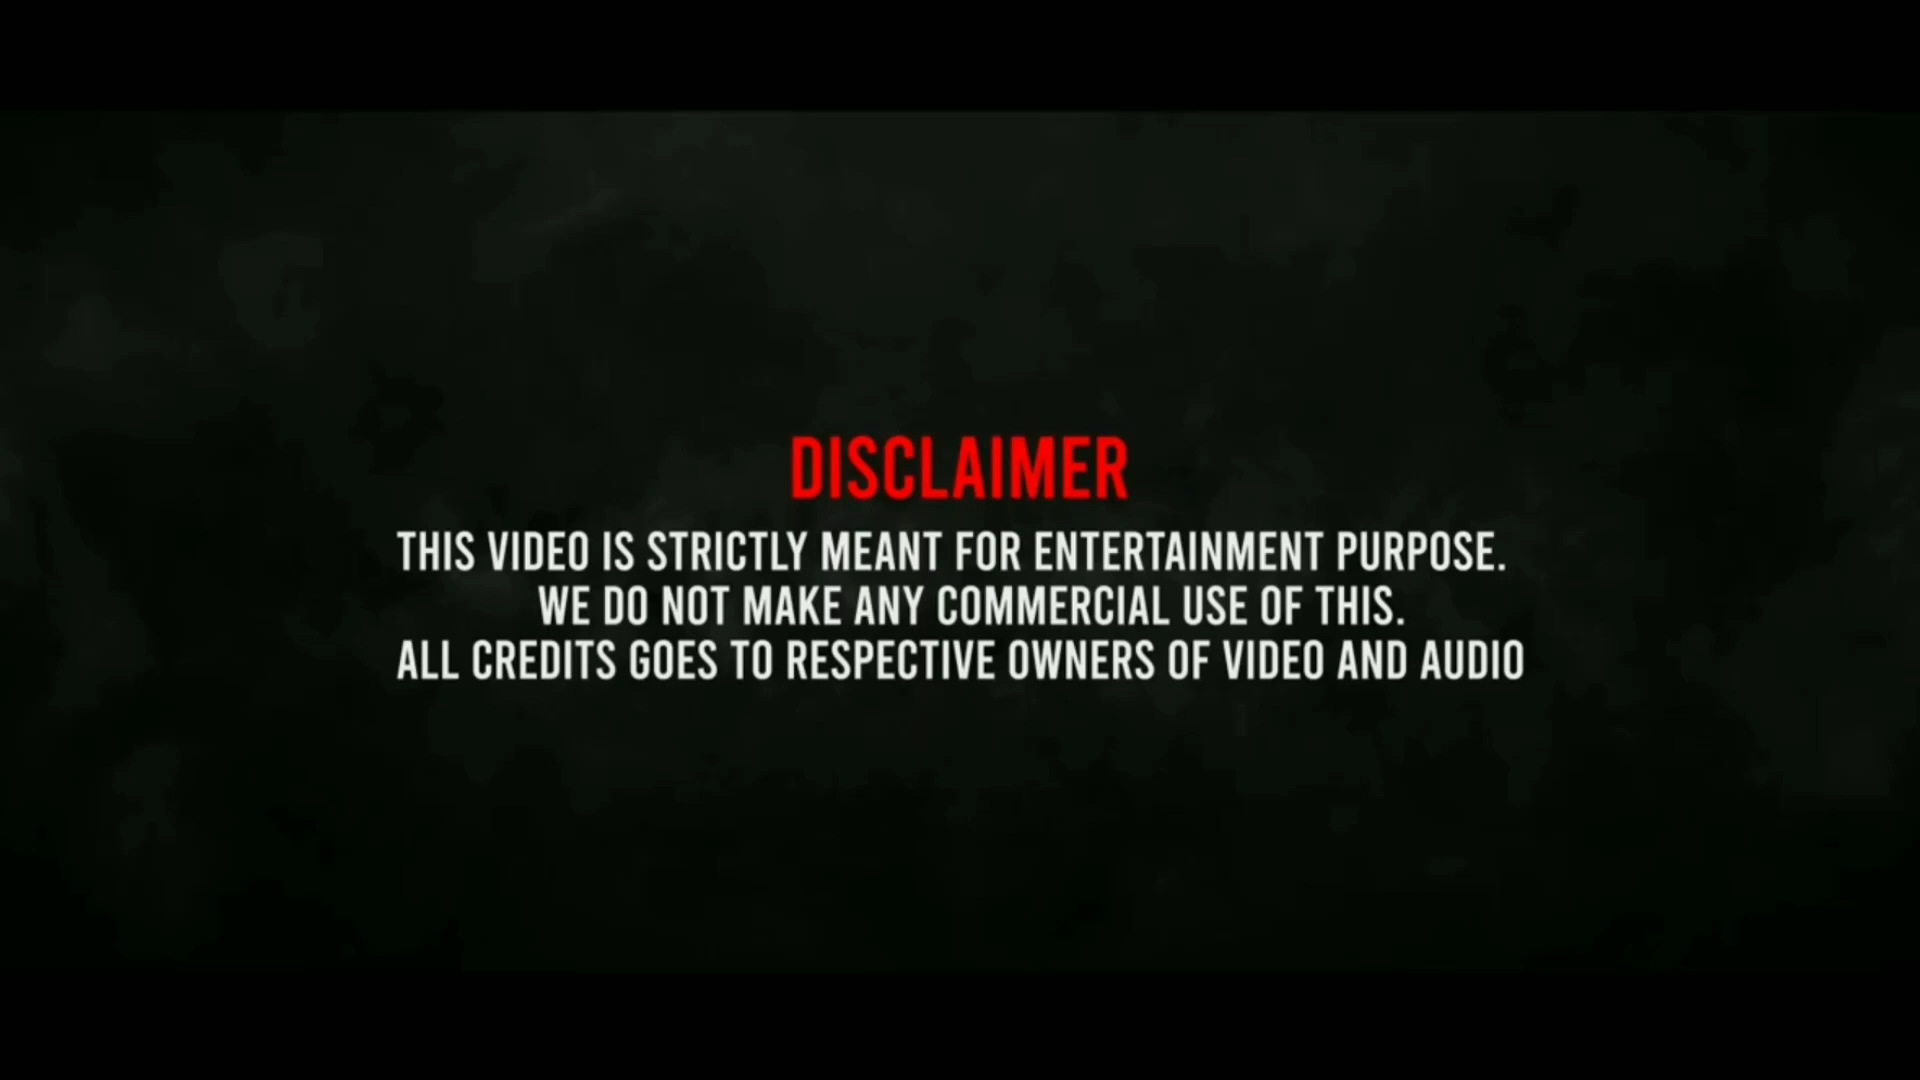 DISCLAIMER
THIS VIDEO IS STRICTLY MEANT FOR ENTERTAINMENT PURPOSE.
WE DO NOT MAKE ANY COMMERCIAL USE OF THIS.
ALL CREDITS GOES TO RESPECTIVE OWNERS OF VIDEO AND AUDIO